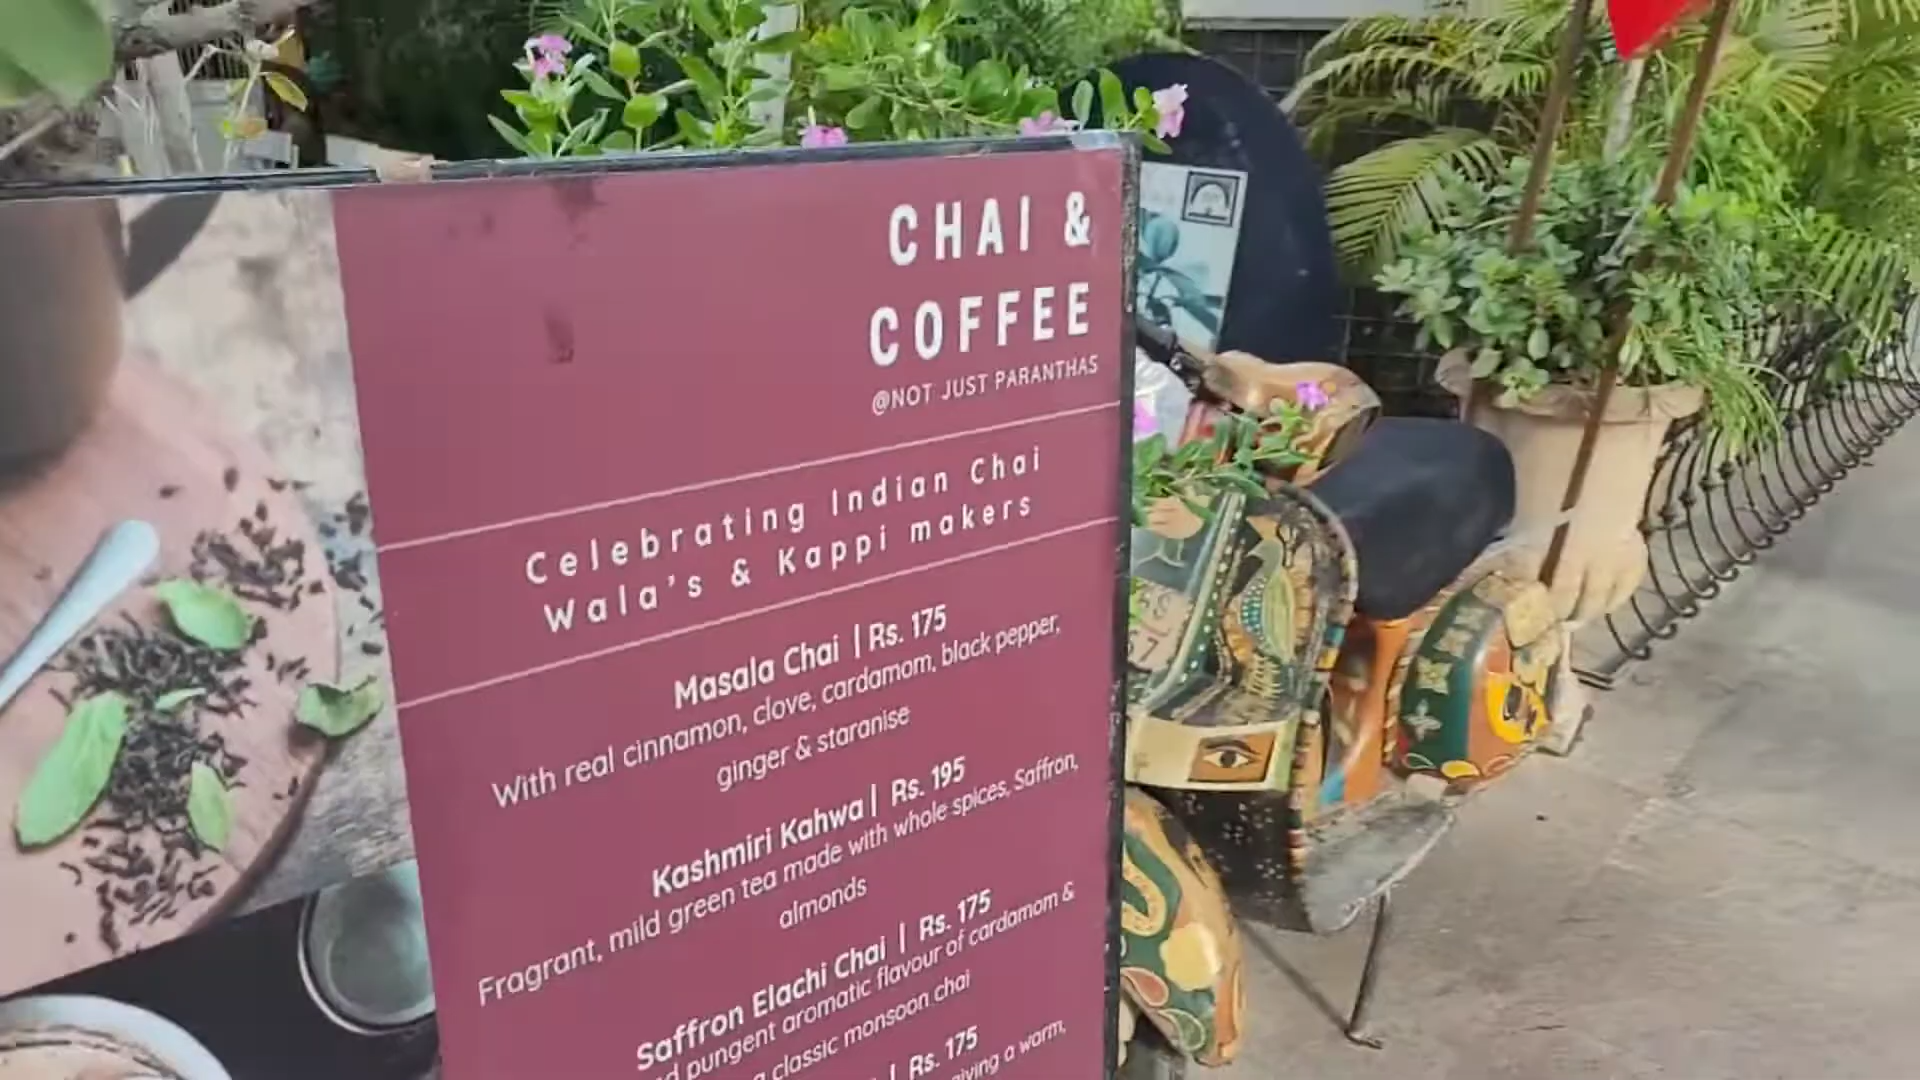 CHAI &
COFFEE
@NOT JUST PARANTHAS
Celebrating Indian Chai
Wala's & Kappi makers
Masala Chai | Rs. 175
With real cinnamon, clove, cardamom, black pepper,
ginger & staranise
Kashmiri Kahwa | Rs. 195
Fragrant, mild green tea made with whole spices, Saffron,
almonds
Saffron Elachi Chai | Rs. 175
pungent aromatic flavour of cardamom &
classic monsoon chai
| Rs. 175
giving a warm,